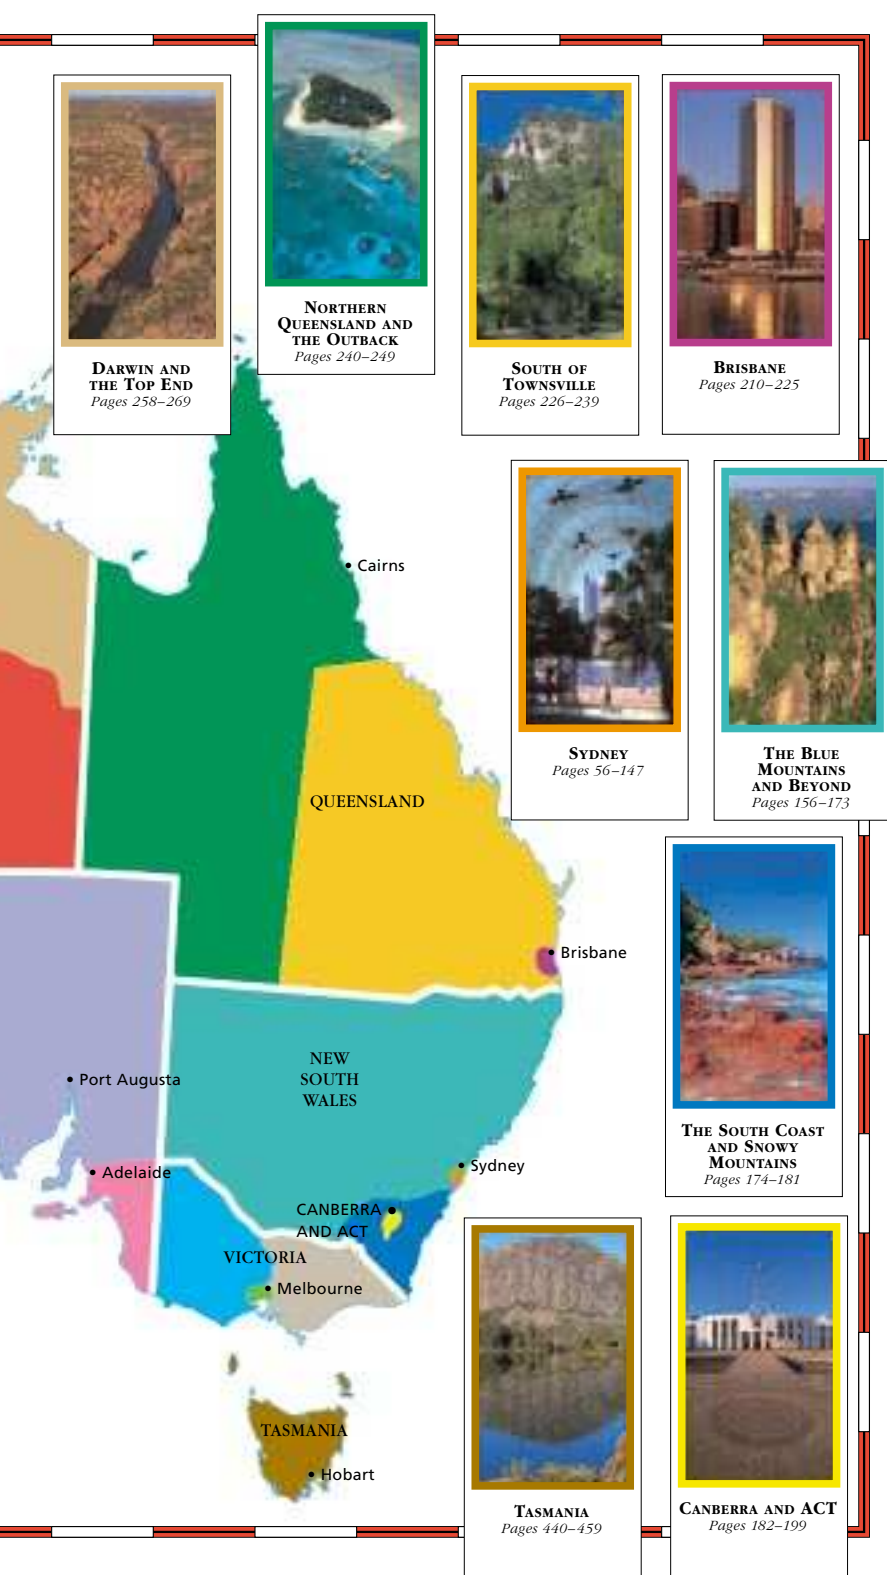 NORTHERN
QUEENSLAND AND
THE OUTBACK
Pages 240–249
DARWIN AND
THE TOP END
Pages 258–269
SOUTH OF
TOWNSVILLE
Pages 226–239
BRISBANE
Pages 210–225
• Cairns
SYDNEY
Pages 56–147
THE BLUE
MOUNTAINS
AND BEYOND
Pages 156–173
QUEENSLAND
• Brisbane
NEW
SOUTH
WALES
• Port Augusta
THE SOUTH COAST
AND SNOWY
MOUNTAINS
Pages 174–181
• Adelaide
• Sydney
CANBERRA •
AND ACT
VICTORIA
• Melbourne
TASMANIA
• Hobart
TASMANIA
Pages 440–459
CANBERRA AND ACT
Pages 182–199